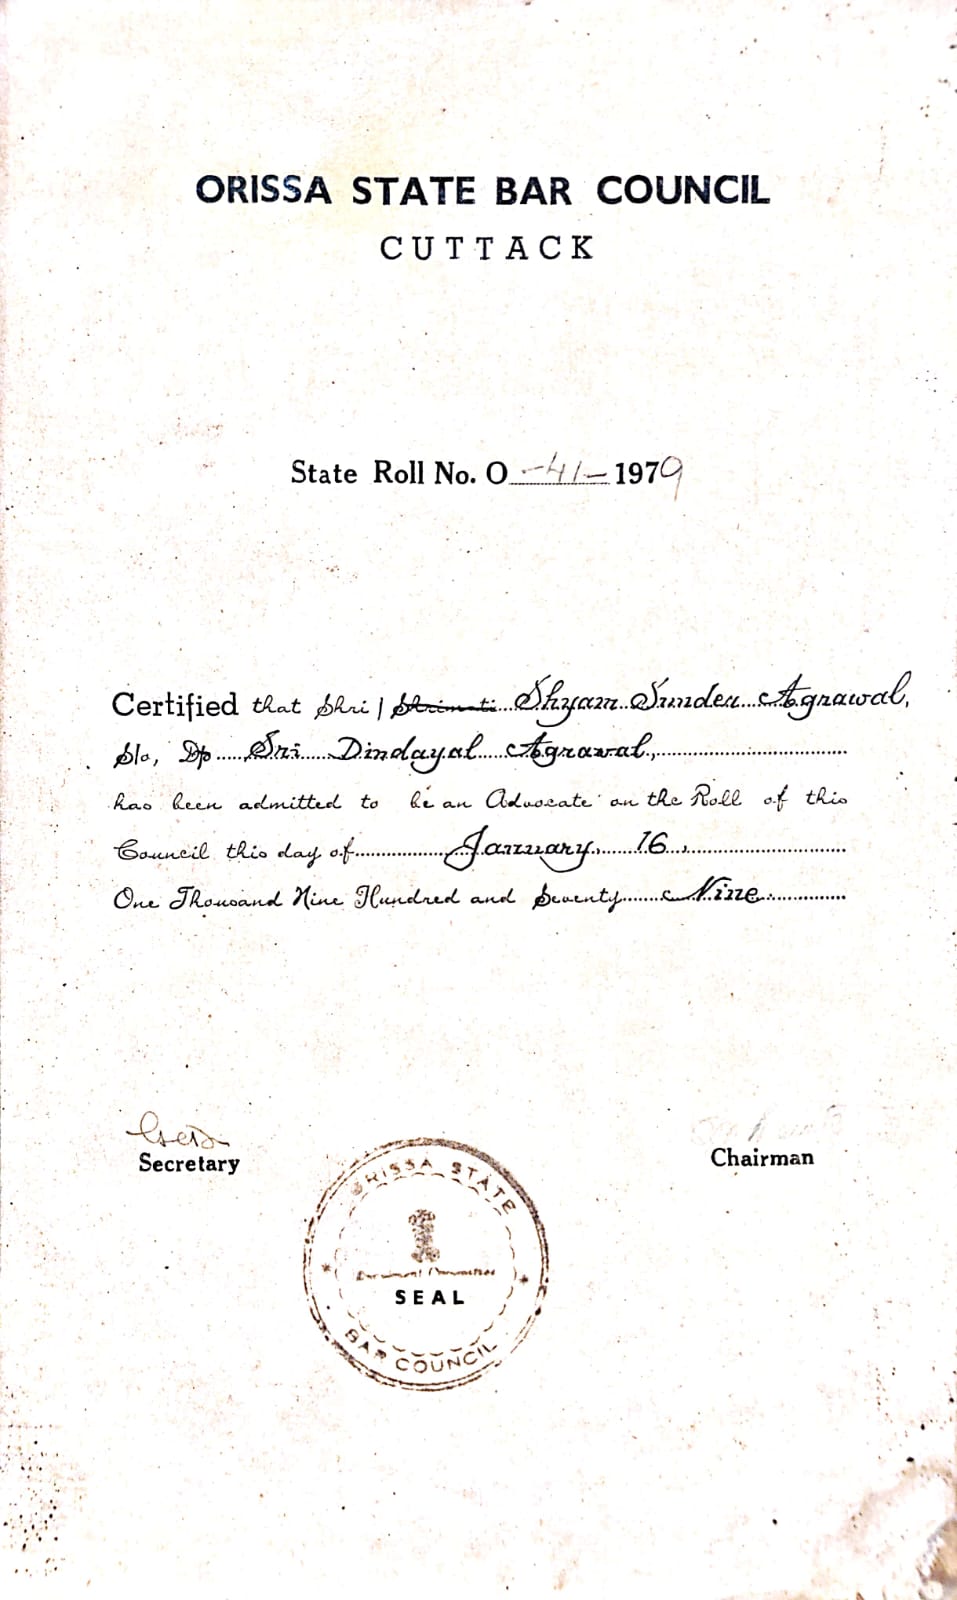 ORISSA STATE BAR COUNCIL
CUTTACK
State Roll No. O -41- 1979
Certified that Shri / Shrimati Shyam Sunder Agrawal,
S/o, D/o Sri Dindayal Agrawal,
has been admitted to be an Advocate on the Roll of this
Council this day of January, 16,
One Thousand Nine Hundred and Seventy Nine.
Secretary
Chairman
ORISSA STATE
SEAL
BAR COUNCIL